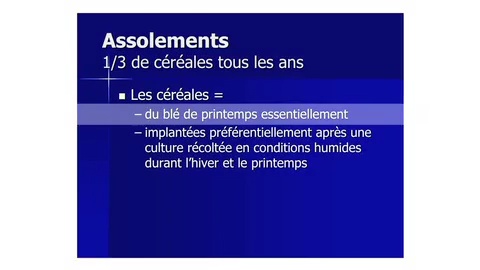 Assolements
1/3 de céréales tous les ans
▪ Les céréales =
– du blé de printemps essentiellement
– implantées préférentiellement après une
culture récoltée en conditions humides
durant l'hiver et le printemps